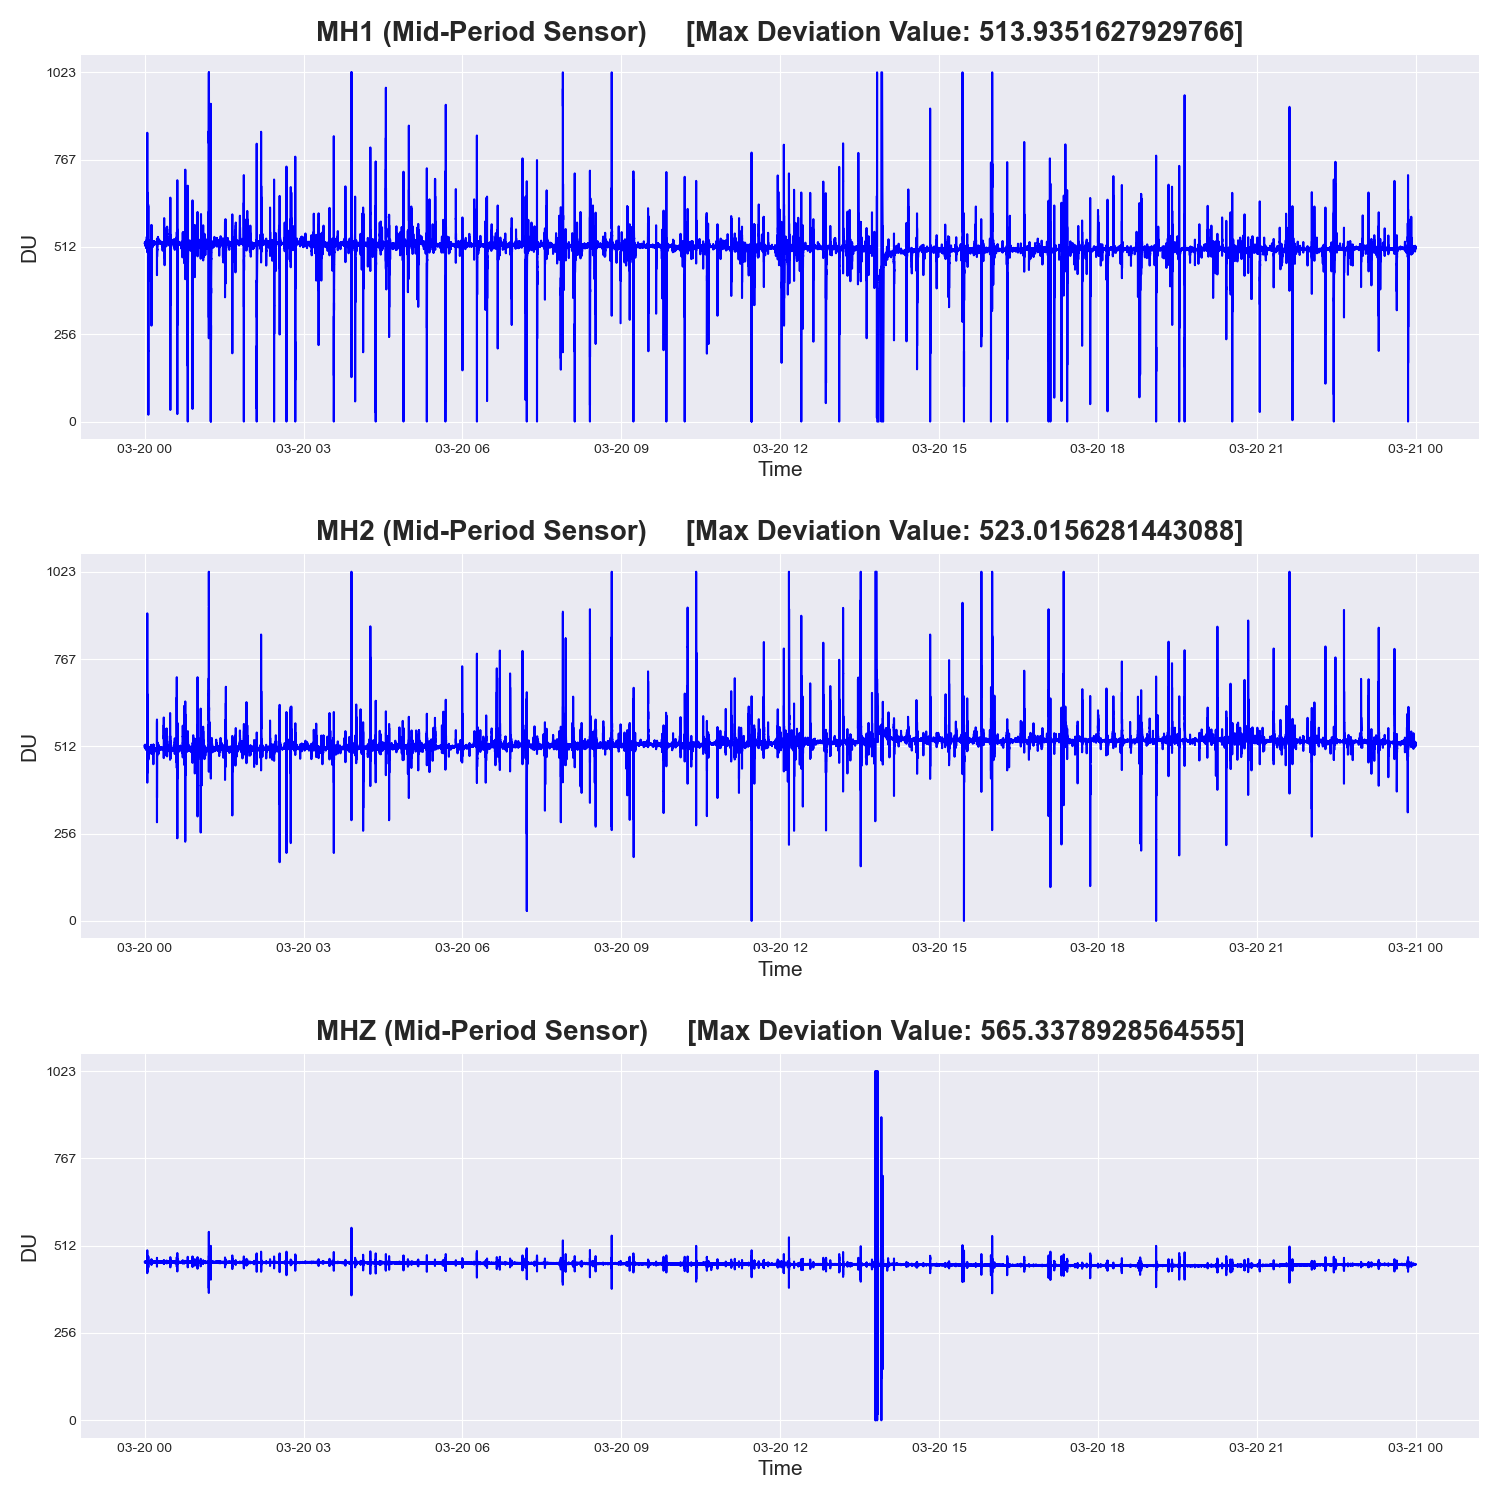 MH1 (Mid-Period Sensor)     [Max Deviation Value: 513.9351627929766]
1023
767
512
256
0
DU
03-20 00 03-20 03 03-20 06 03-20 09 03-20 12 03-20 15 03-20 18 03-20 21 03-21 00
Time
MH2 (Mid-Period Sensor)     [Max Deviation Value: 523.0156281443088]
1023
767
512
256
0
DU
03-20 00 03-20 03 03-20 06 03-20 09 03-20 12 03-20 15 03-20 18 03-20 21 03-21 00
Time
MHZ (Mid-Period Sensor)     [Max Deviation Value: 565.3378928564555]
1023
767
512
256
0
DU
03-20 00 03-20 03 03-20 06 03-20 09 03-20 12 03-20 15 03-20 18 03-20 21 03-21 00
Time